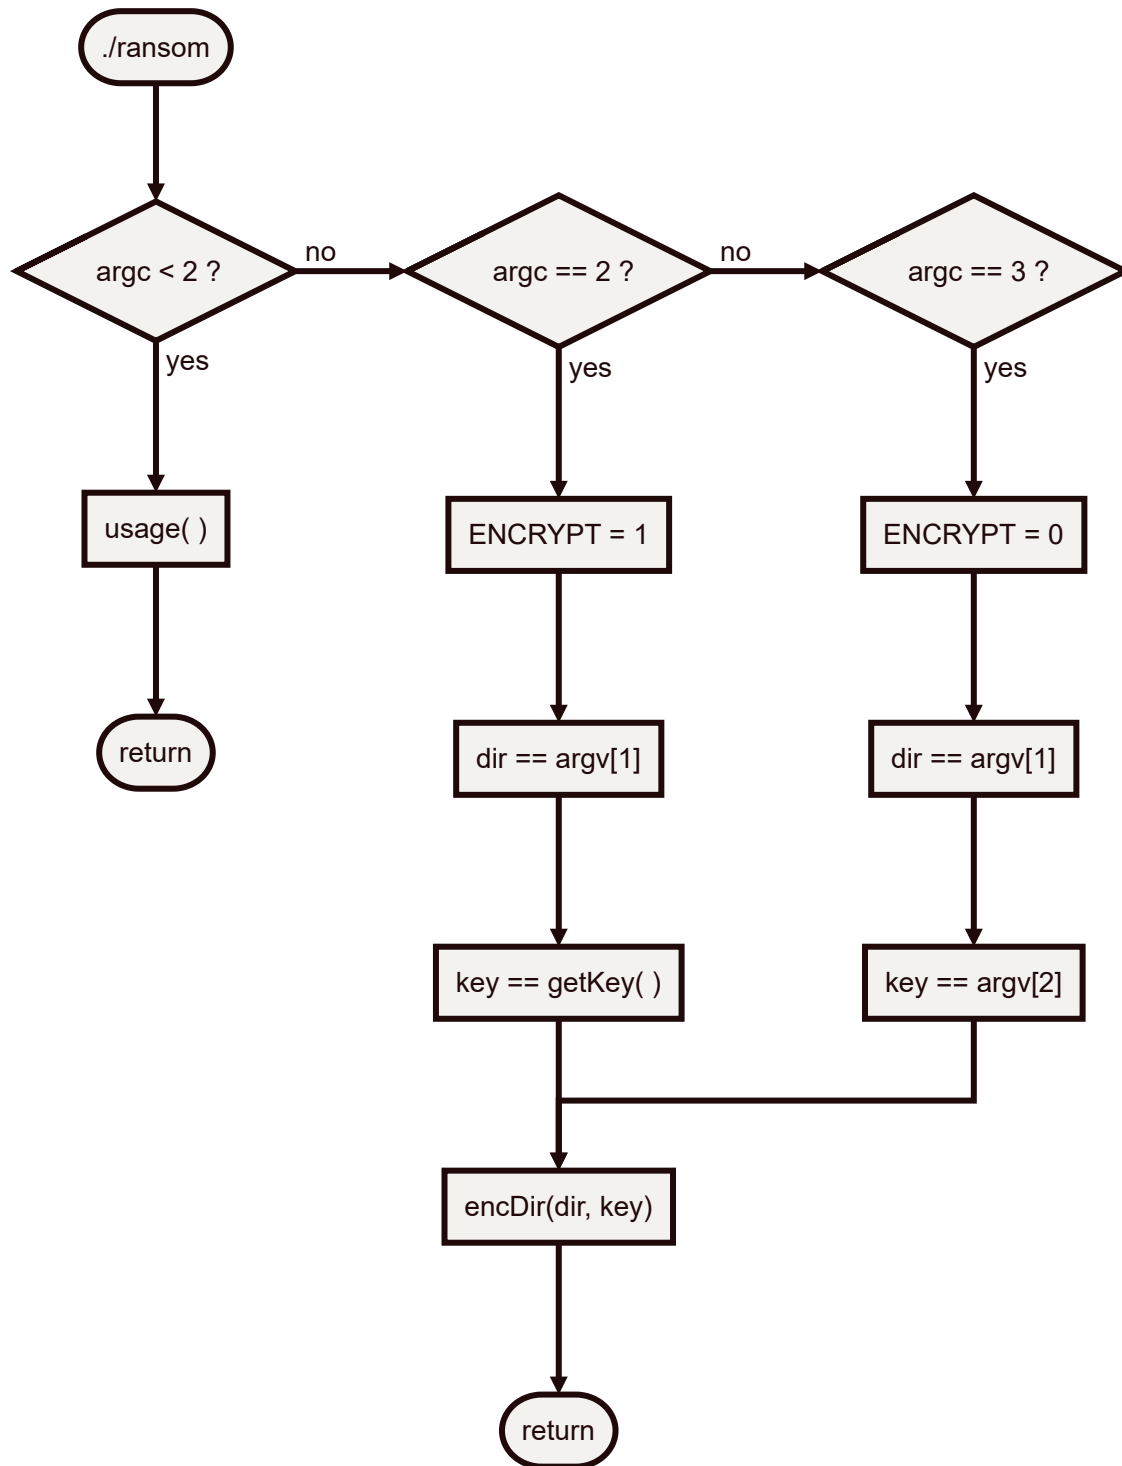 ./ransom
argc < 2 ?
no
argc == 2 ?
no
argc == 3 ?
yes
yes
yes
usage( )
ENCRYPT = 1
ENCRYPT = 0
return
dir == argv[1]
dir == argv[1]
key == getKey( )
key == argv[2]
encDir(dir, key)
return